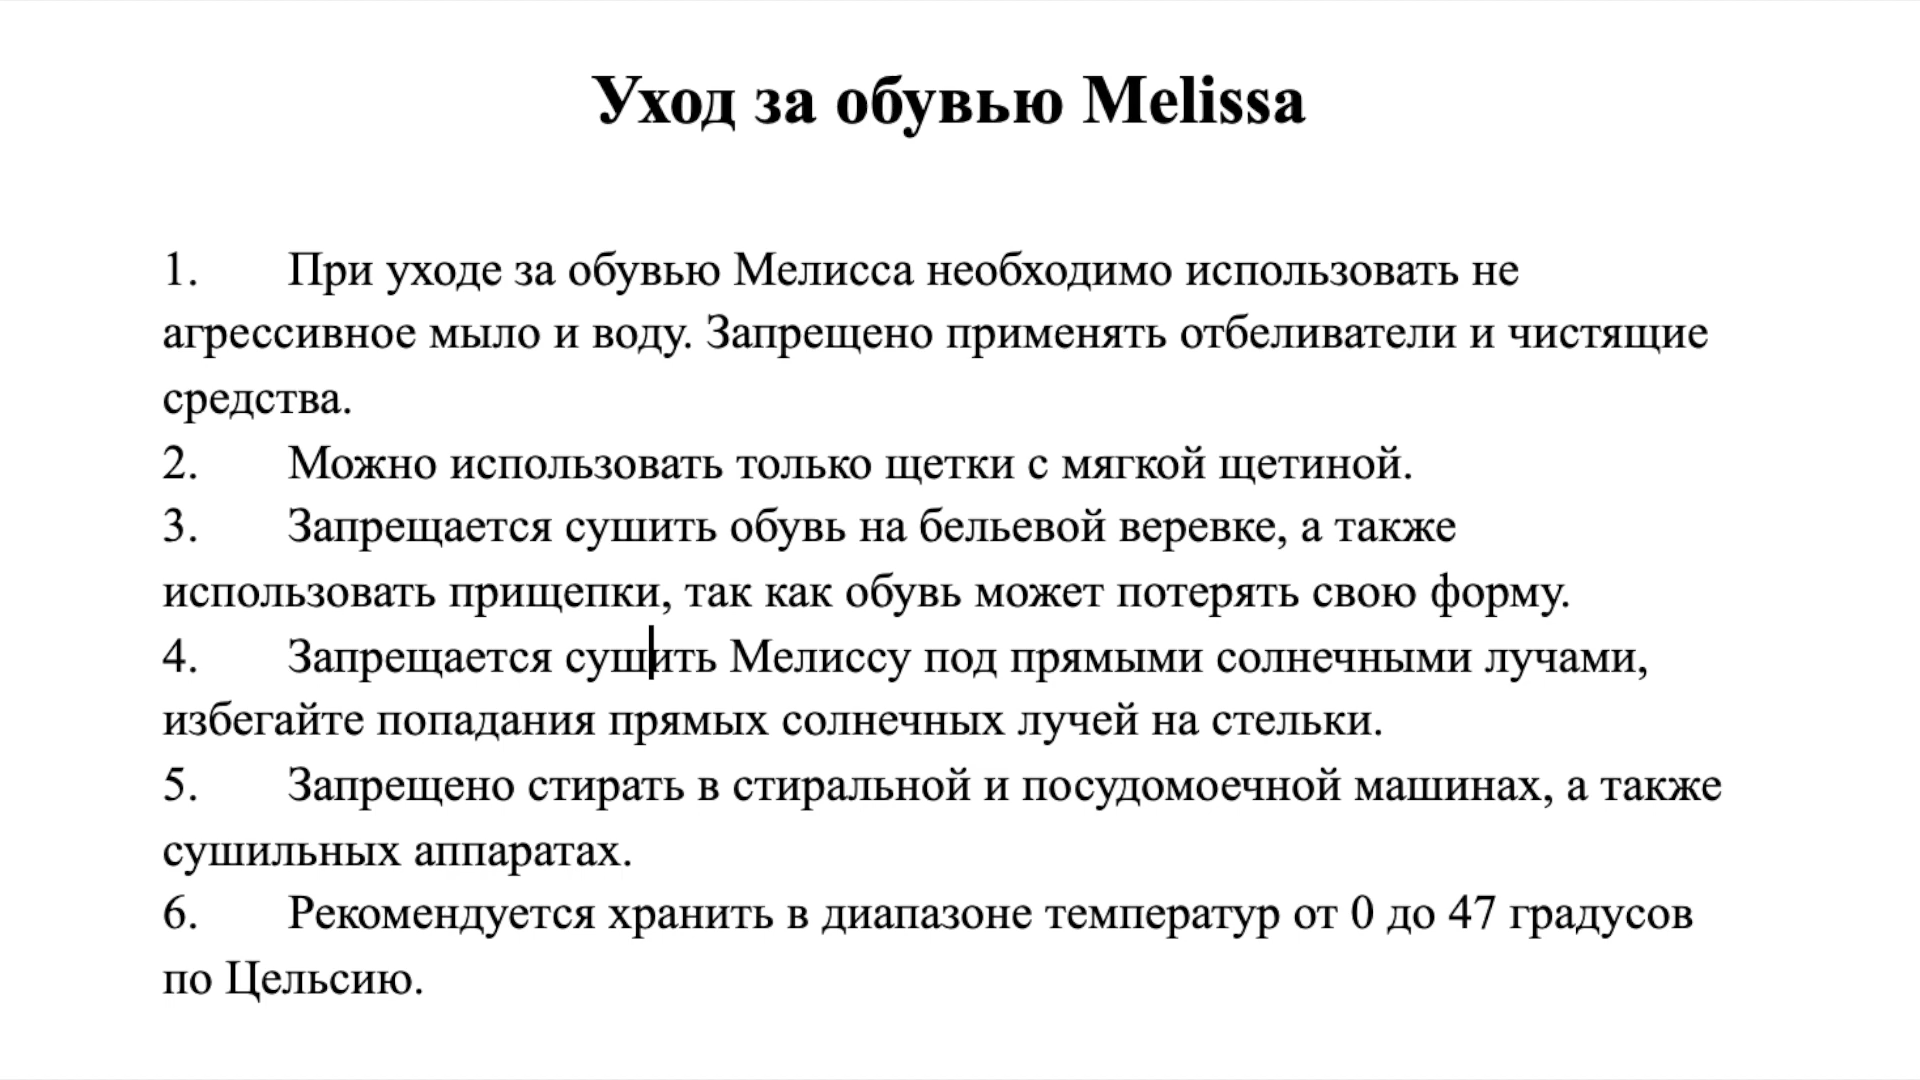 Уход за обувью Melissa
1. При уходе за обувью Мелисса необходимо использовать не
агрессивное мыло и воду. Запрещено применять отбеливатели и чистящие
средства.
2. Можно использовать только щетки с мягкой щетиной.
3. Запрещается сушить обувь на бельевой веревке, а также
использовать прищепки, так как обувь может потерять свою форму.
4. Запрещается сушить Мелиссу под прямыми солнечными лучами,
избегайте попадания прямых солнечных лучей на стельки.
5. Запрещено стирать в стиральной и посудомоечной машинах, а также
сушильных аппаратах.
6. Рекомендуется хранить в диапазоне температур от 0 до 47 градусов
по Цельсию.